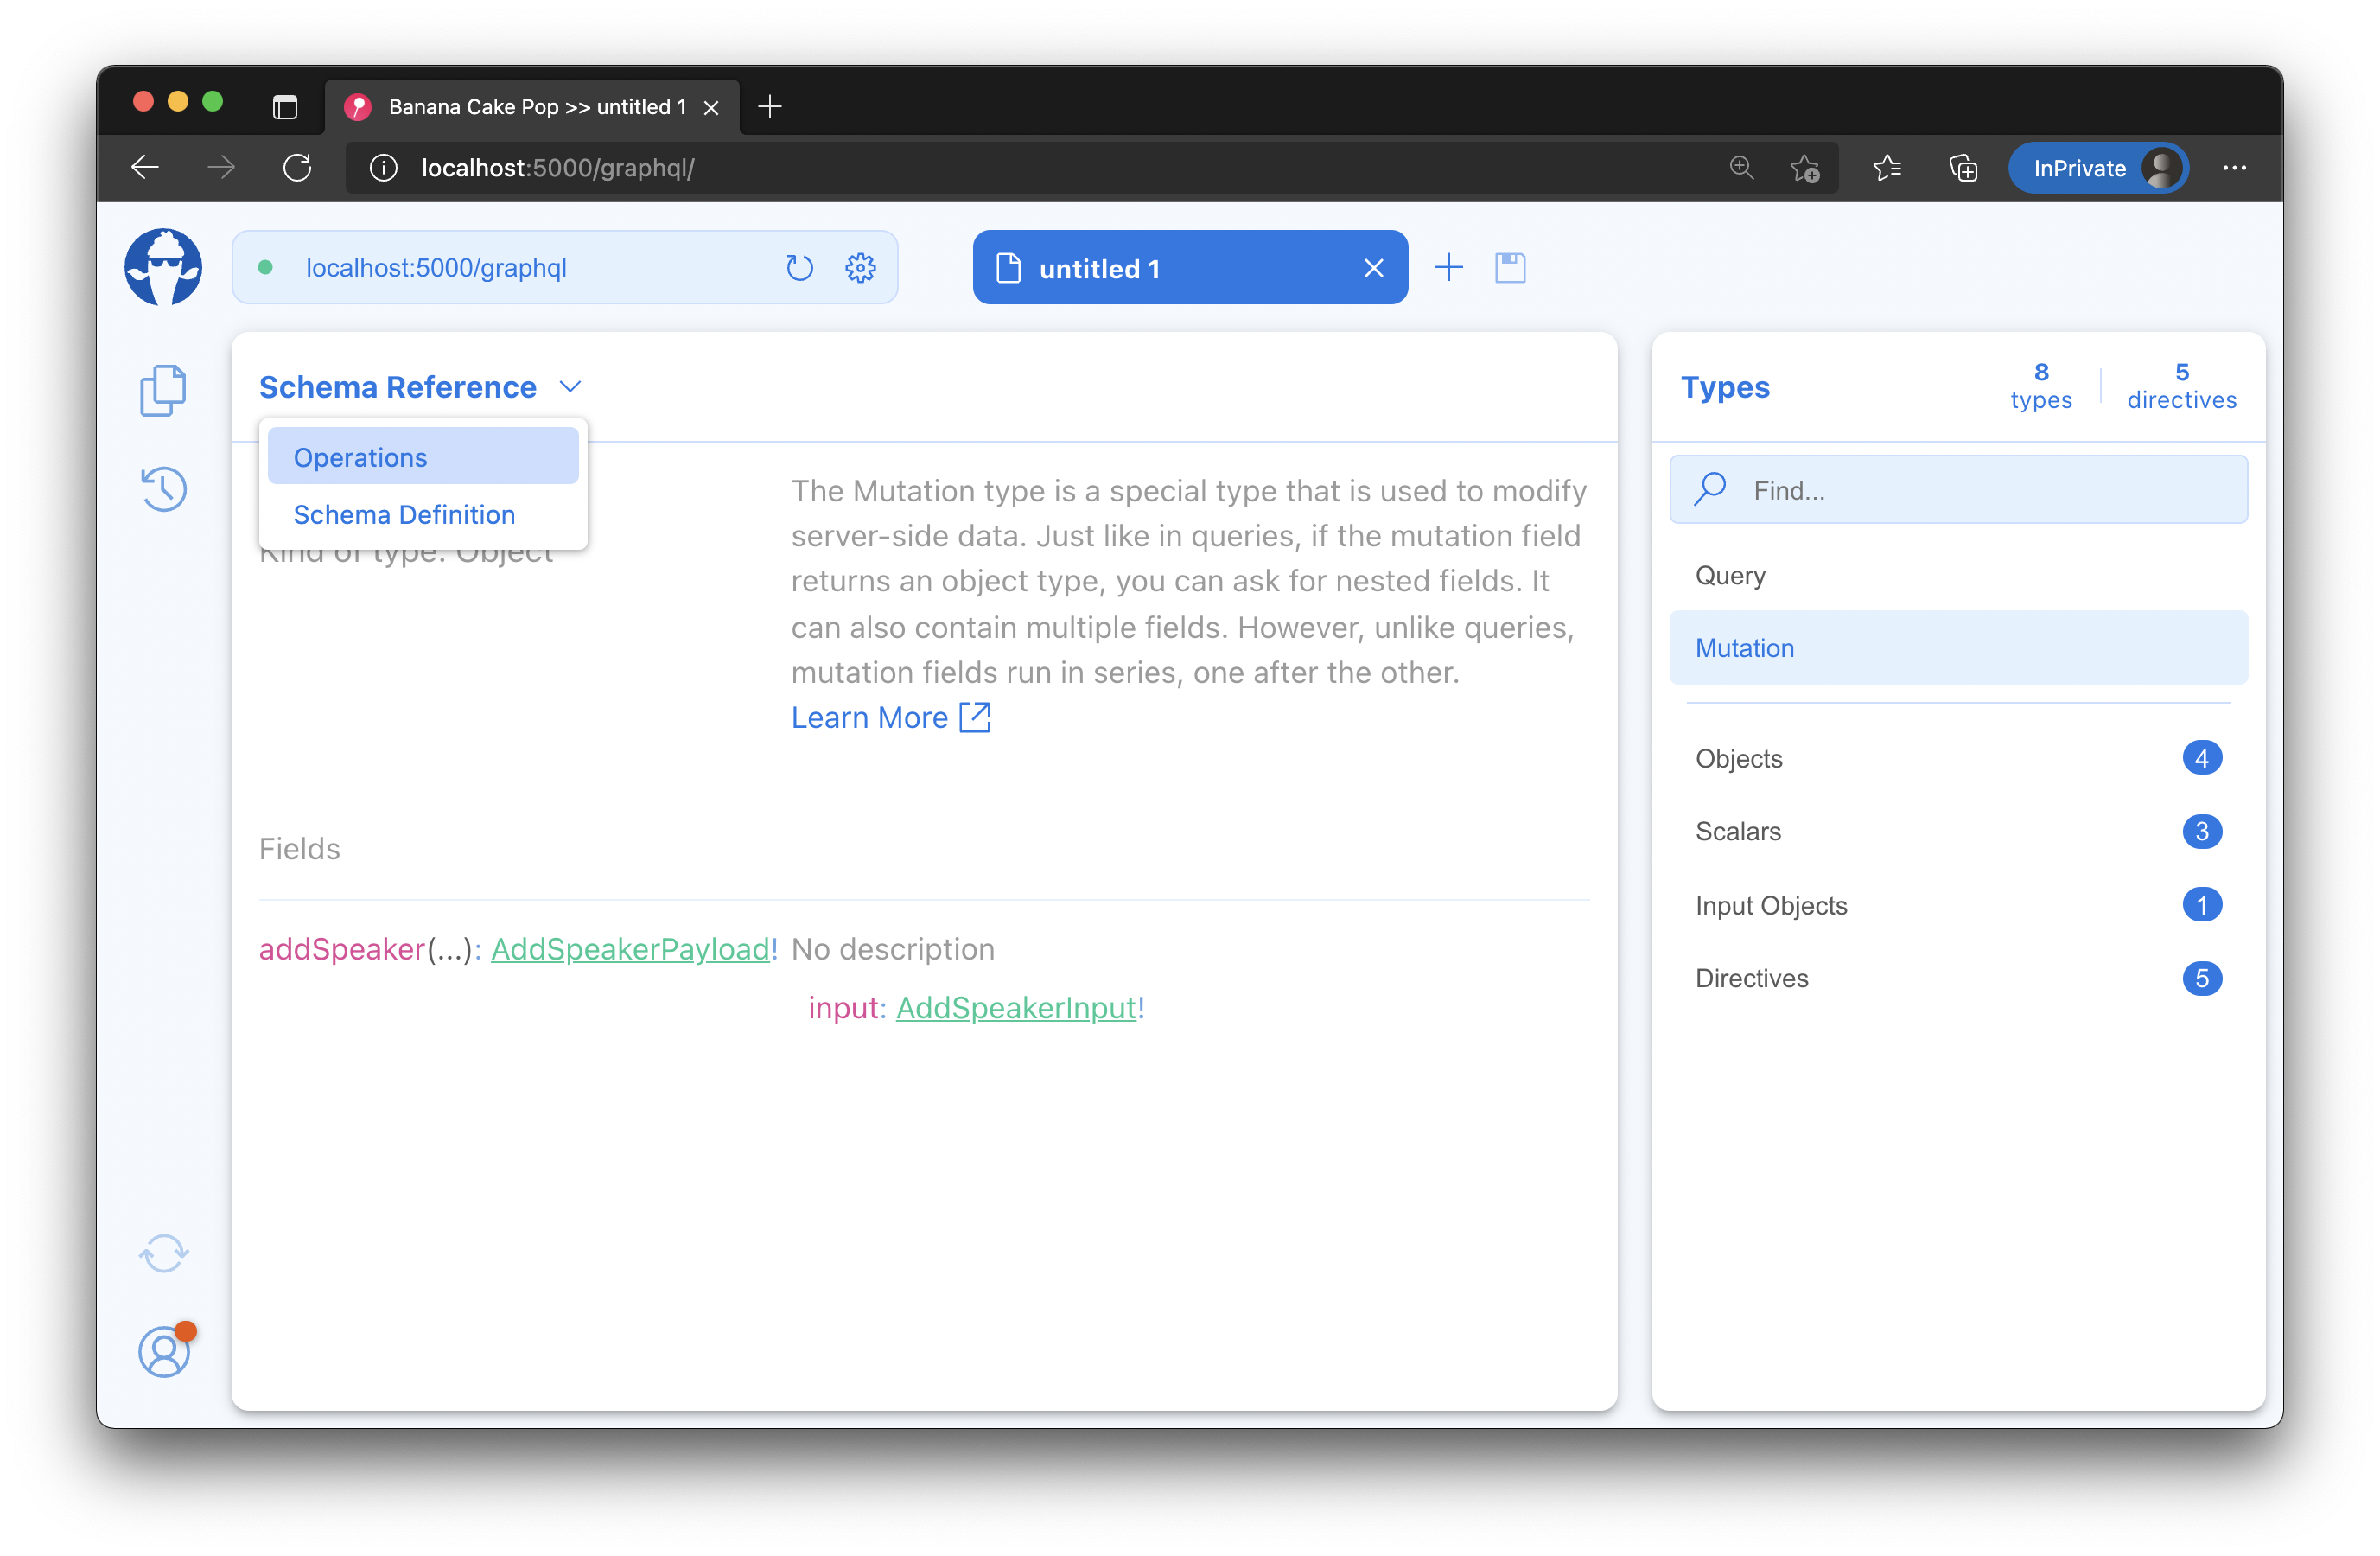 Banana Cake Pop >> untitled 1
localhost:5000/graphql/
InPrivate
localhost:5000/graphql
untitled 1
Schema Reference
Operations
Schema Definition
Kind of type: Object
The Mutation type is a special type that is used to modify
server-side data. Just like in queries, if the mutation field
returns an object type, you can ask for nested fields. It
can also contain multiple fields. However, unlike queries,
mutation fields run in series, one after the other.
Learn More
Fields
addSpeaker(...): AddSpeakerPayload! No description
input: AddSpeakerInput!
Types
8 types
5 directives
Find...
Query
Mutation
Objects 4
Scalars 3
Input Objects 1
Directives 5